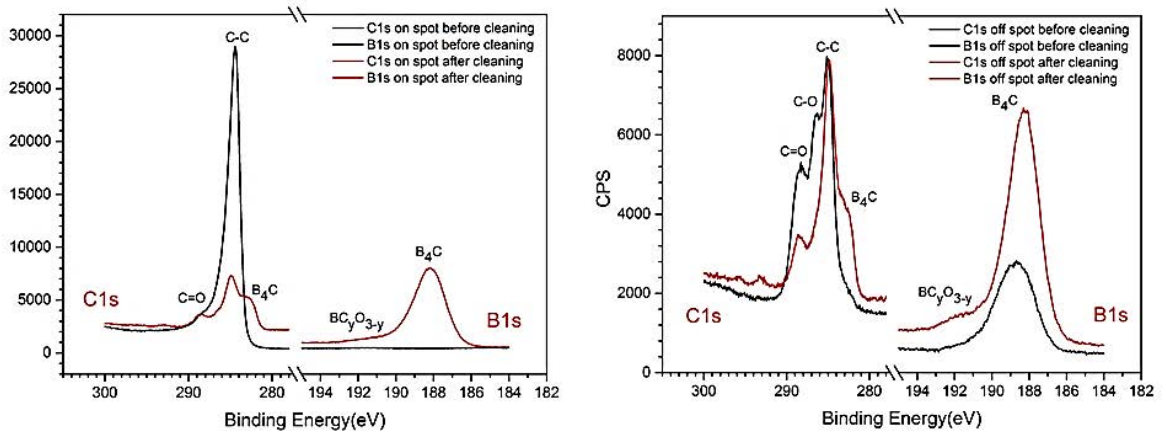 30000
25000
20000
15000
10000
5000
0
C-C
C1s on spot before cleaning
B1s on spot before cleaning
C1s on spot after cleaning
B1s on spot after cleaning
C1s
C=O
B₄C
B₄C
BCyO3-y
B1s
300
290
280
194
192
190
188
186
184
182
Binding Energy(eV)
CPS
8000
6000
4000
2000
0
C-C
C1s off spot before cleaning
B1s off spot before cleaning
C1s off spot after cleaning
B1s off spot after cleaning
C-O
C=O
B₄C
B₄C
BCyO3-y
C1s
B1s
300
290
280
194
192
190
188
186
184
182
Binding Energy(eV)